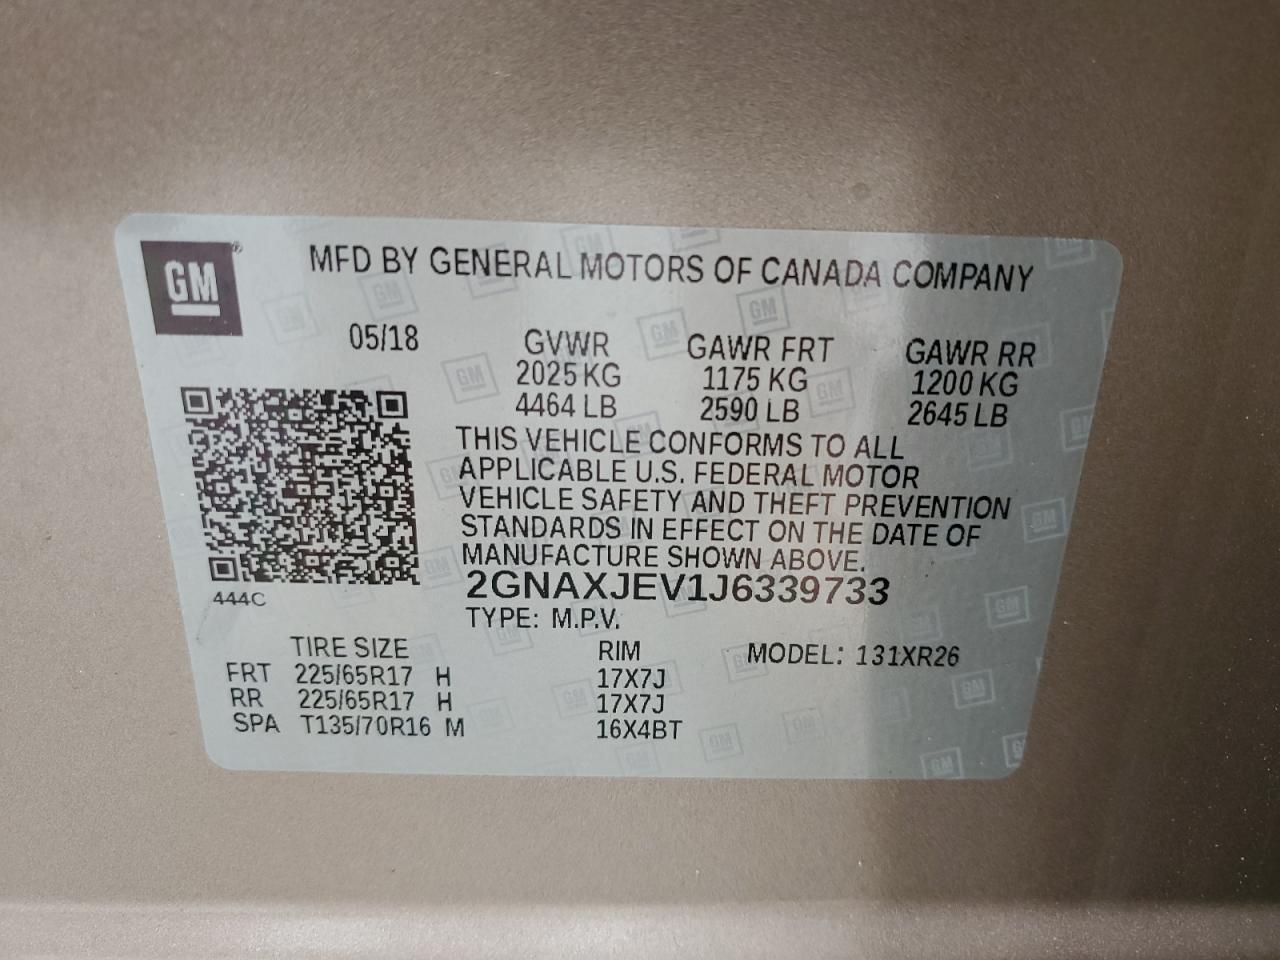 GM®
MFD BY GENERAL MOTORS OF CANADA COMPANY
05/18 GVWR GAWR FRT GAWR RR
2025 KG 1175 KG 1200 KG
4464 LB 2590 LB 2645 LB
THIS VEHICLE CONFORMS TO ALL
APPLICABLE U.S. FEDERAL MOTOR
VEHICLE SAFETY AND THEFT PREVENTION
STANDARDS IN EFFECT ON THE DATE OF
MANUFACTURE SHOWN ABOVE.
2GNAXJEV1J6339733
444C
TYPE: M.P.V.
TIRE SIZE RIM MODEL: 131XR26
FRT 225/65R17 H 17X7J
RR 225/65R17 H 17X7J
SPA T135/70R16 M 16X4BT